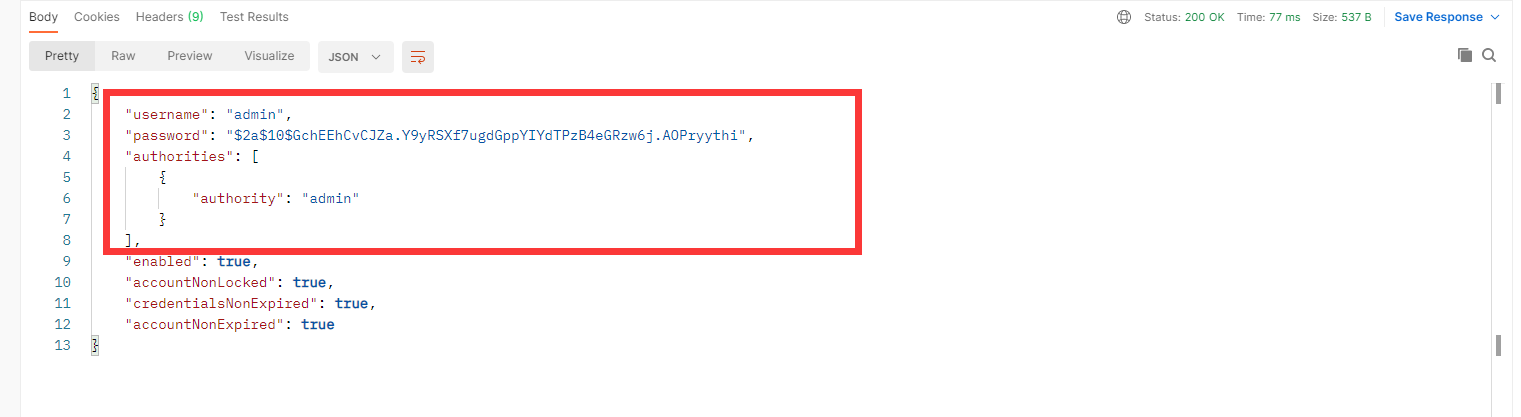 Body Cookies Headers (9) Test Results Status: 200 OK Time: 77 ms Size: 537 B Save Response
Pretty Raw Preview Visualize JSON
1 {
2 "username": "admin",
3 "password": "$2a$10$GchEEhCvCJZa.Y9yRSXf7ugdGppYIYdTPzB4eGRzw6j.AOPryythi",
4 "authorities": [
5 {
6 "authority": "admin"
7 }
8 ],
9 "enabled": true,
10 "accountNonLocked": true,
11 "credentialsNonExpired": true,
12 "accountNonExpired": true
13 }